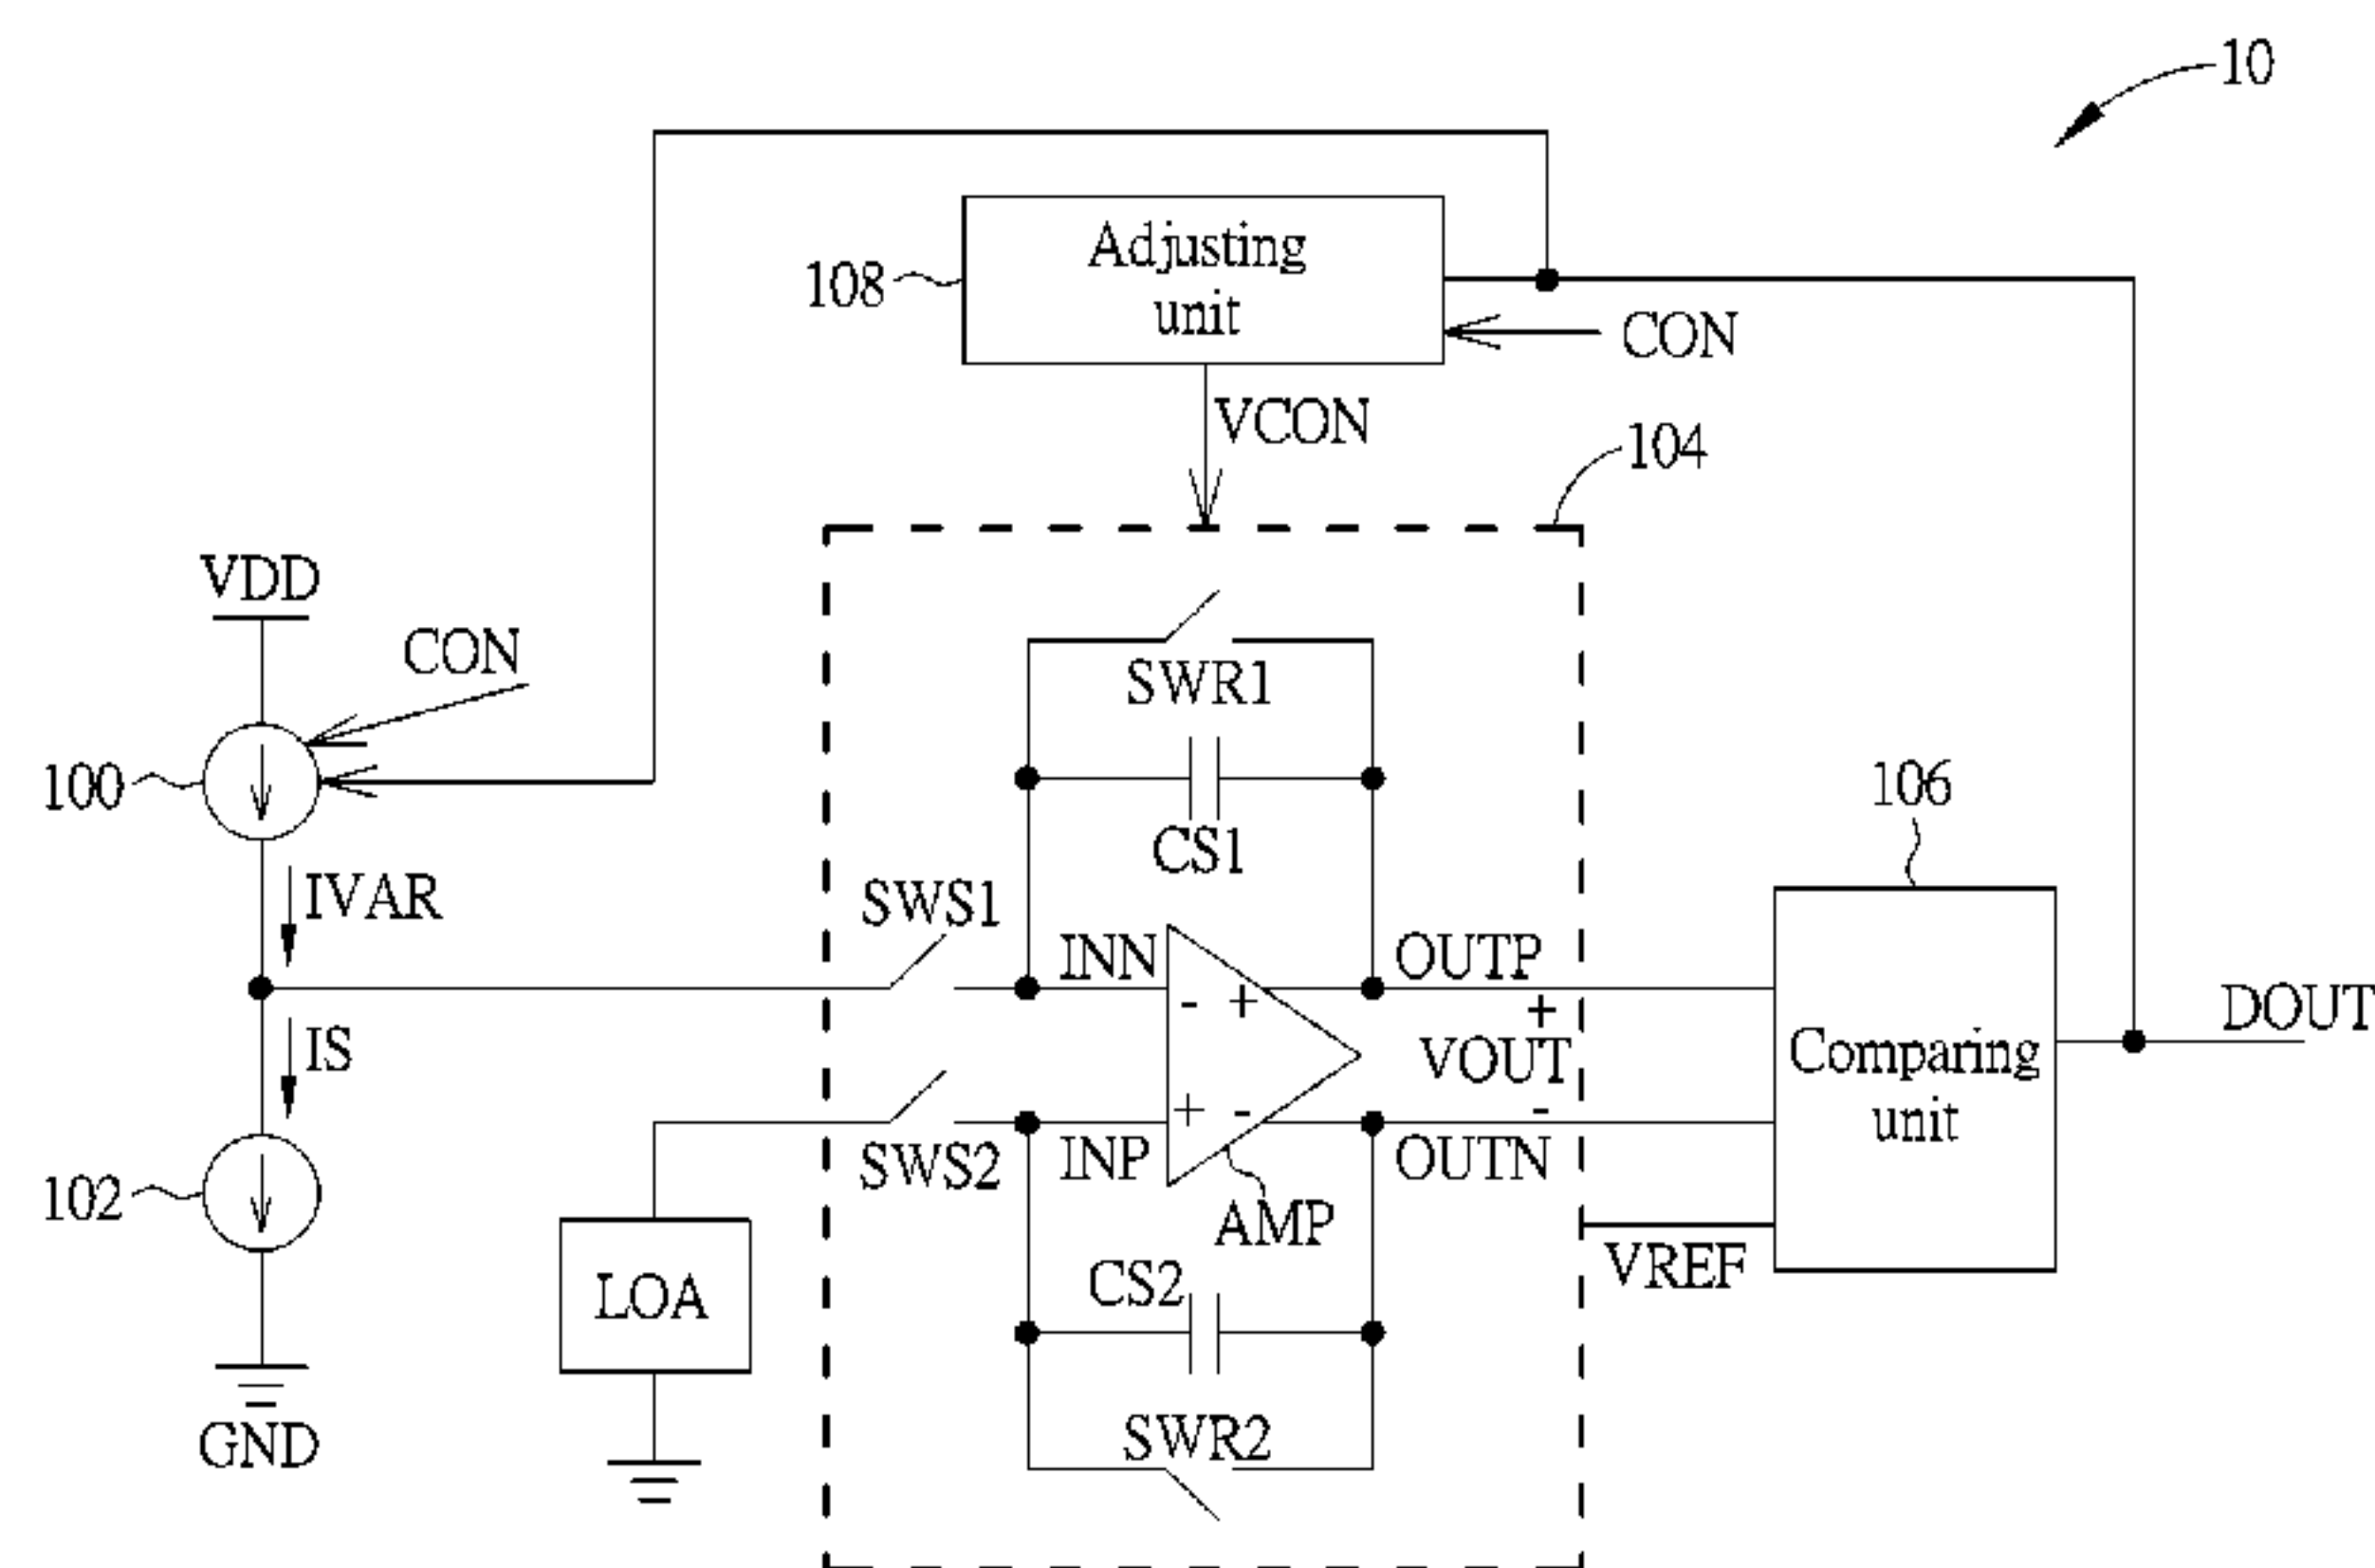 10
Adjusting
unit
108
CON
VCON
104
VDD
CON
SWR1
100
106
CS1
IVAR
SWS1
INN
OUTP
- +
+
DOUT
IS
VOUT
Comparing
unit
+ -
-
SWS2
INP
OUTN
102
AMP
VREF
CS2
LOA
GND
SWR2